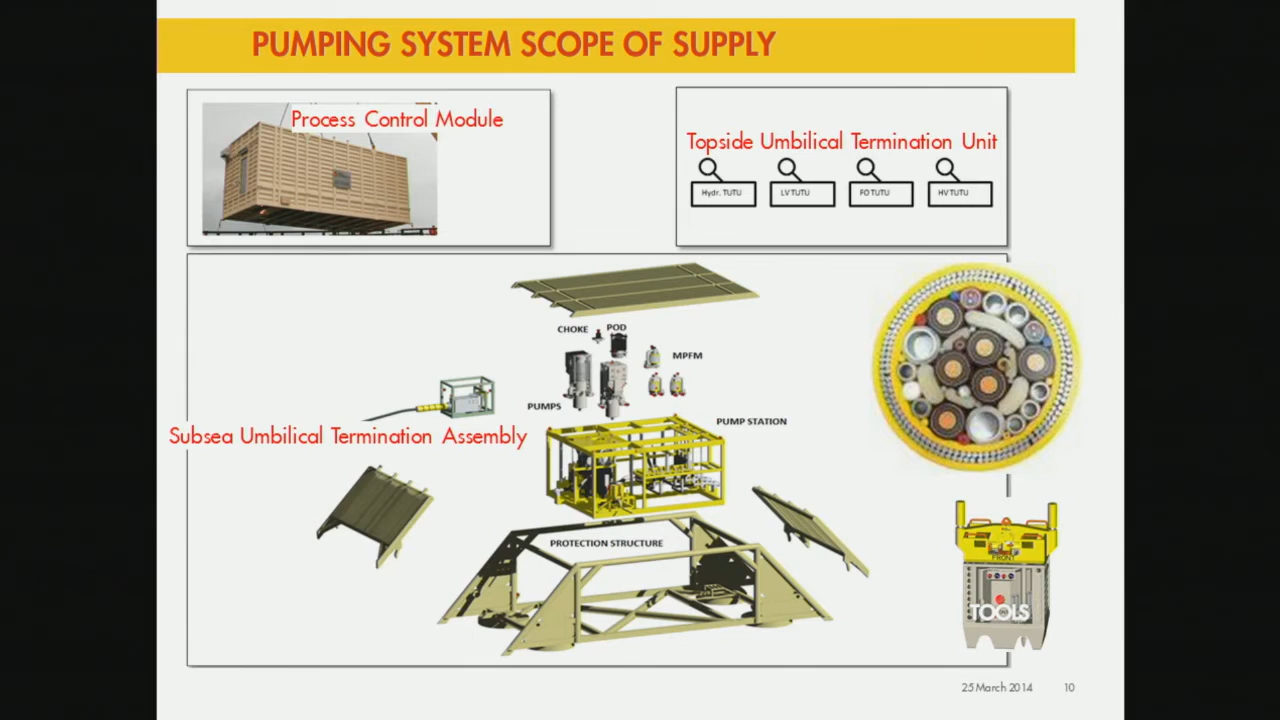 PUMPING SYSTEM SCOPE OF SUPPLY
Process Control Module
Topside Umbilical Termination Unit
Hydr. TUTU
LV TUTU
FO TUTU
HV TUTU
CHOKE
POD
MPFM
PUMPS
PUMP STATION
Subsea Umbilical Termination Assembly
PROTECTION STRUCTURE
FRONT
TOOLS
25 March 2014
10